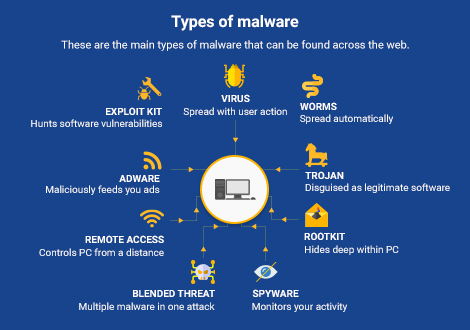 Types of malware
These are the main types of malware that can be found across the web.
VIRUS
Spread with user action
EXPLOIT KIT
Hunts software vulnerabilities
WORMS
Spread automatically
ADWARE
Maliciously feeds you ads
TROJAN
Disguised as legitimate software
REMOTE ACCESS
Controls PC from a distance
ROOTKIT
Hides deep within PC
BLENDED THREAT
Multiple malware in one attack
SPYWARE
Monitors your activity